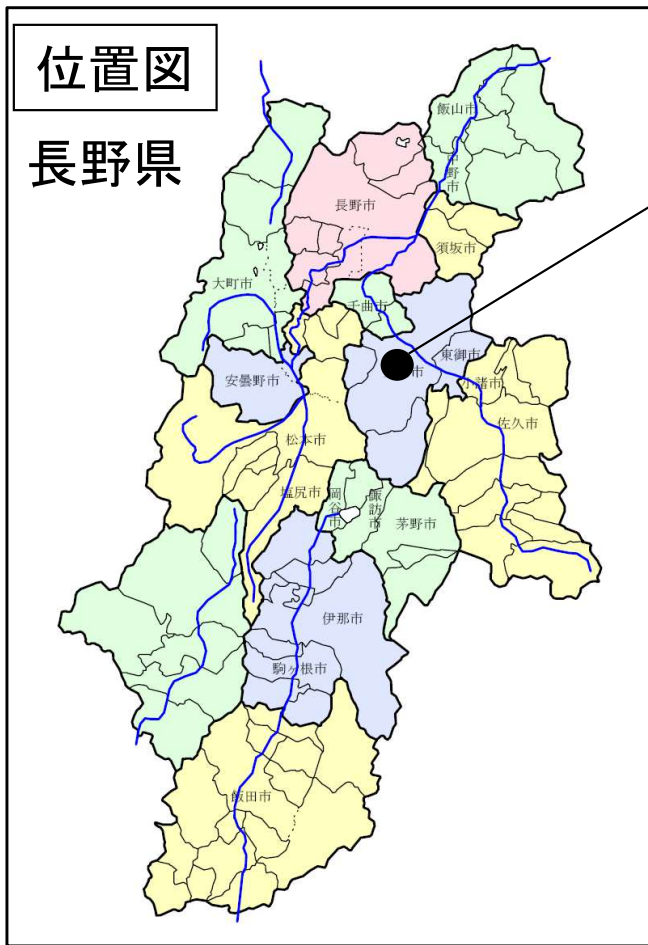 位置図
長野県
飯山市
中野市
長野市
須坂市
大町市
千曲市
東御市
市
小諸市
安曇野市
佐久市
松本市
塩尻市
岡谷市
諏訪市
茅野市
伊那市
駒ヶ根市
飯田市